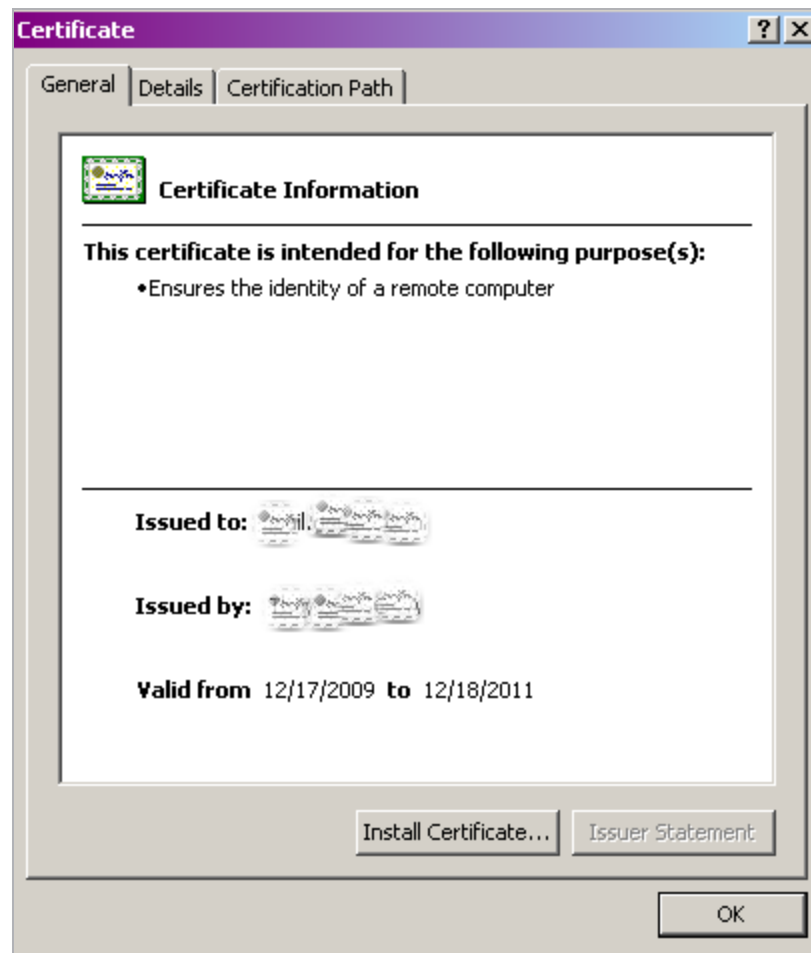 Certificate
General Details Certification Path
Certificate Information
This certificate is intended for the following purpose(s):
•Ensures the identity of a remote computer
Issued to:
Issued by:
Valid from 12/17/2009 to 12/18/2011
Install Certificate... Issuer Statement
OK